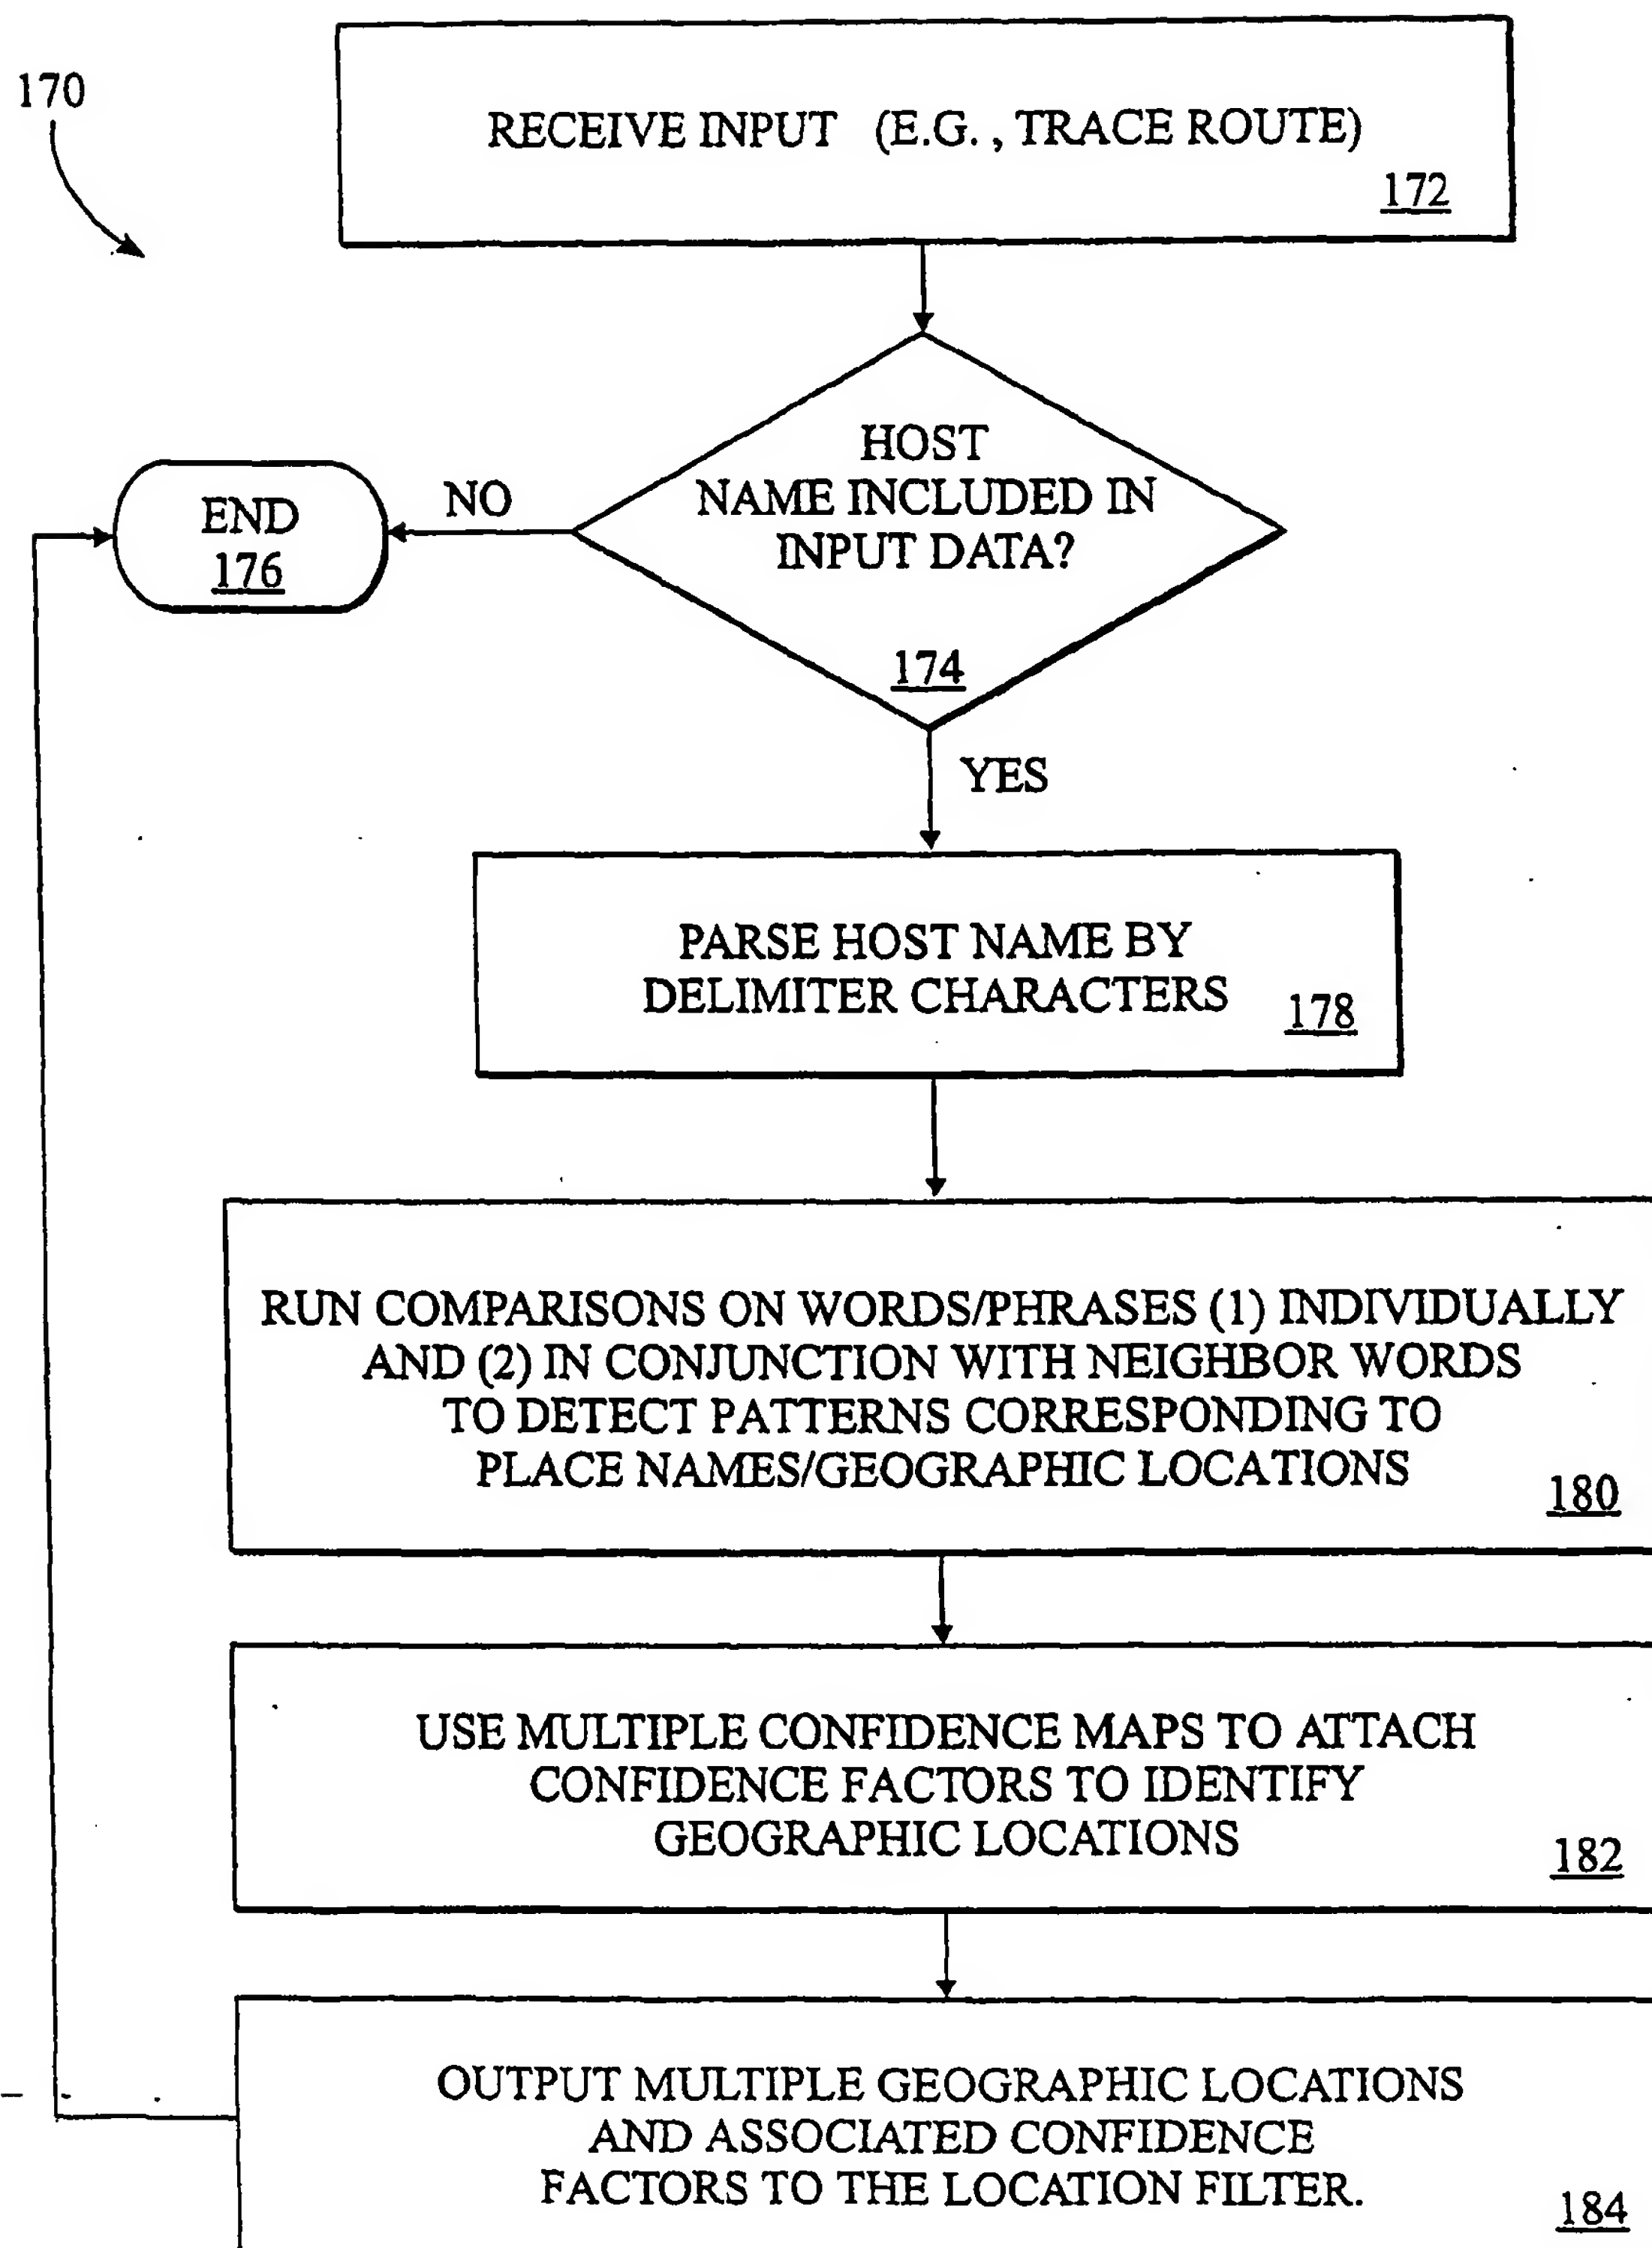 170
RECEIVE INPUT (E.G. , TRACE ROUTE)
172
HOST
NAME INCLUDED IN
INPUT DATA?
174
NO
END
176
YES
PARSE HOST NAME BY
DELIMITER CHARACTERS
178
RUN COMPARISONS ON WORDS/PHRASES (1) INDIVIDUALLY
AND (2) IN CONJUNCTION WITH NEIGHBOR WORDS
TO DETECT PATTERNS CORRESPONDING TO
PLACE NAMES/GEOGRAPHIC LOCATIONS
180
USE MULTIPLE CONFIDENCE MAPS TO ATTACH
CONFIDENCE FACTORS TO IDENTIFY
GEOGRAPHIC LOCATIONS
182
OUTPUT MULTIPLE GEOGRAPHIC LOCATIONS
AND ASSOCIATED CONFIDENCE
FACTORS TO THE LOCATION FILTER.
184